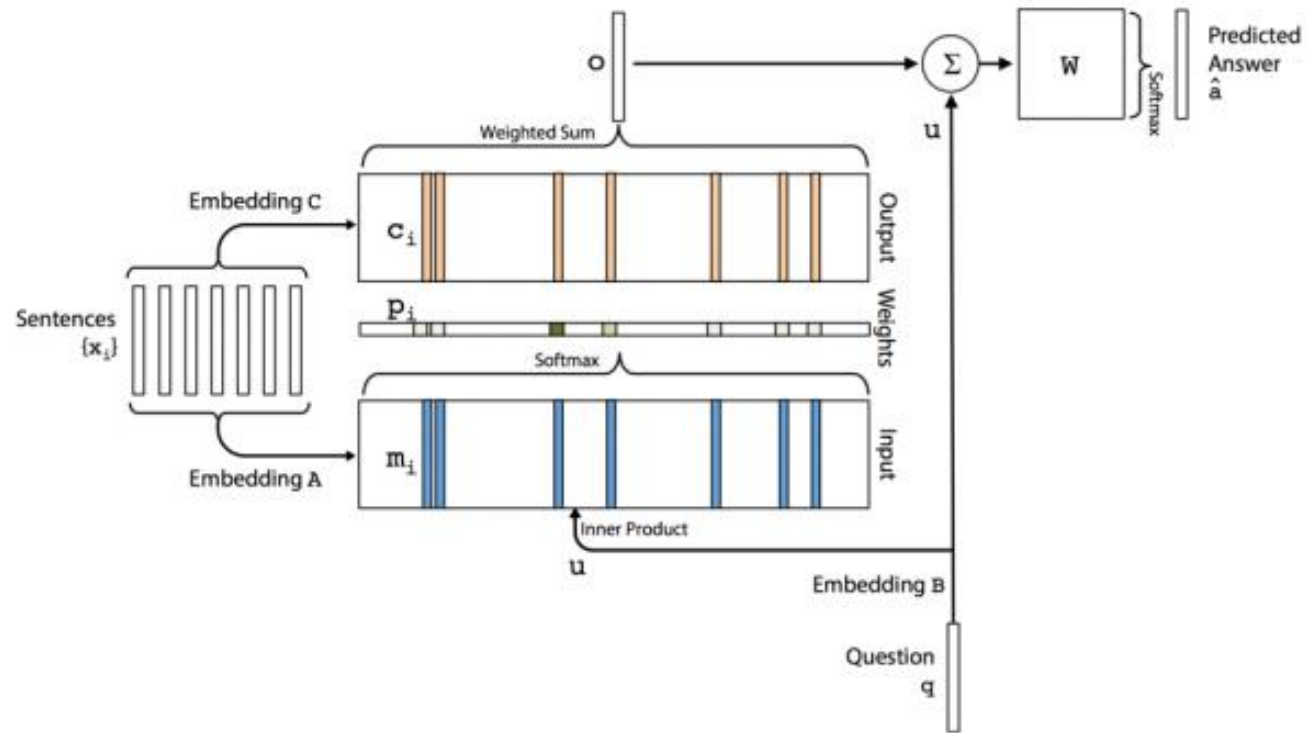 o
Σ
W
Softmax
Predicted
Answer
â
u
Weighted Sum
Embedding C
c_i
Output
Sentences
{x_i}
p_i
Weights
Softmax
Embedding A
m_i
Input
Inner Product
u
Embedding B
Question
q